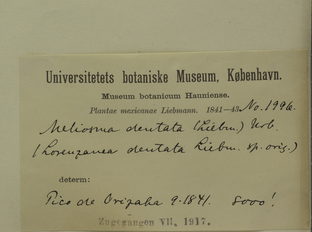 Universitetets botaniske Museum, København.
Museum botanicum Hauniense.
Plantae mexicanae Liebmann. 1841—43. No. 1996.
Meliosma dentata (Liebm.) Urb.
(Lorenzanea dentata Liebm. sp. orig.)
determ:
Pico de Orizaba 9-1841. 8000'.
Zugegangen VII, 1917.